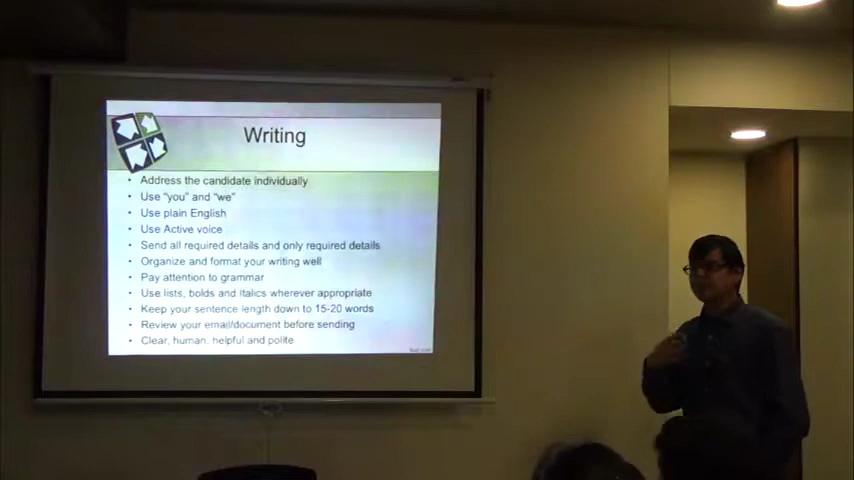 Writing
• Address the candidate individually
• Use "you" and "we"
• Use plain English
• Use Active voice
• Send all required details and only required details
• Organize and format your writing well
• Pay attention to grammar
• Use lists, bolds and italics wherever appropriate
• Keep your sentence length down to 15-20 words
• Review your email/document before sending
• Clear, human, helpful and polite